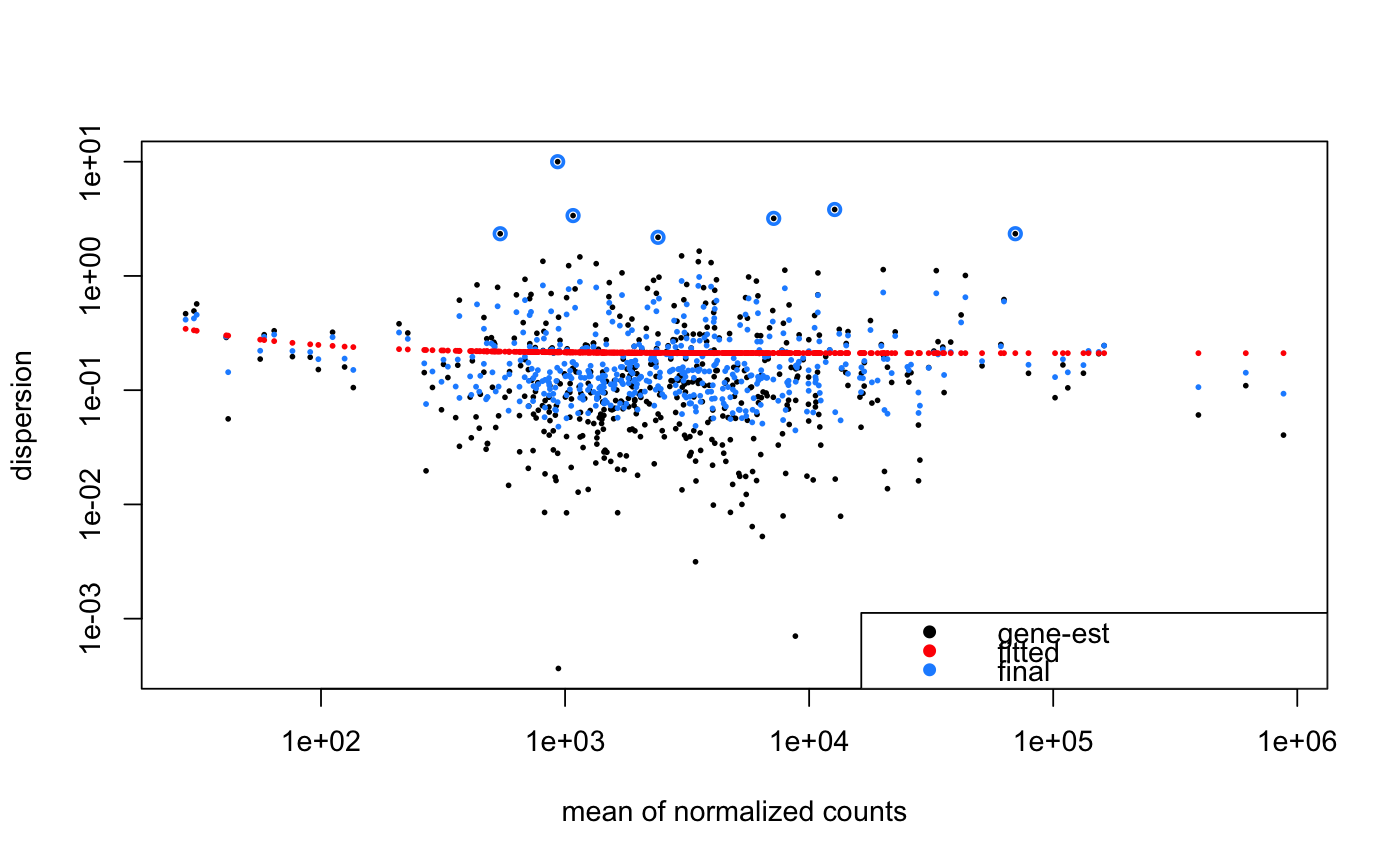 1e+01
1e+00
1e-01
1e-02
1e-03
dispersion
gene-est
fitted
final
1e+02 1e+03 1e+04 1e+05 1e+06
mean of normalized counts